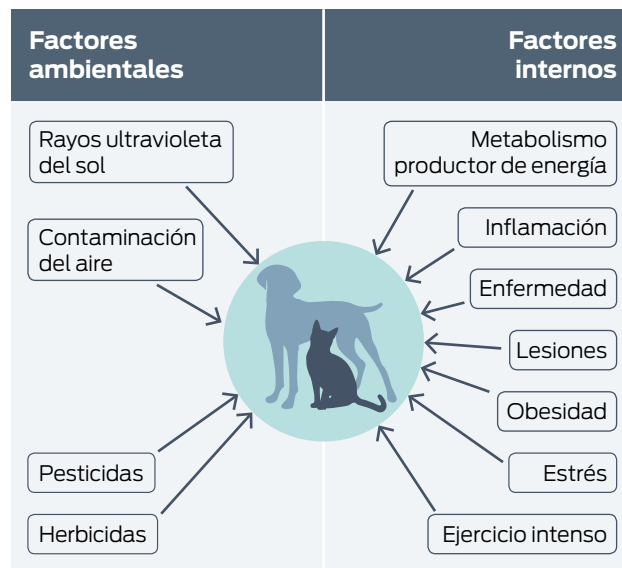 Factores
ambientales
Rayos ultravioleta
del sol
Contaminación
del aire
Pesticidas
Herbicidas
Factores
internos
Metabolismo
productor de energía
Inflamación
Enfermedad
Lesiones
Obesidad
Estrés
Ejercicio intenso